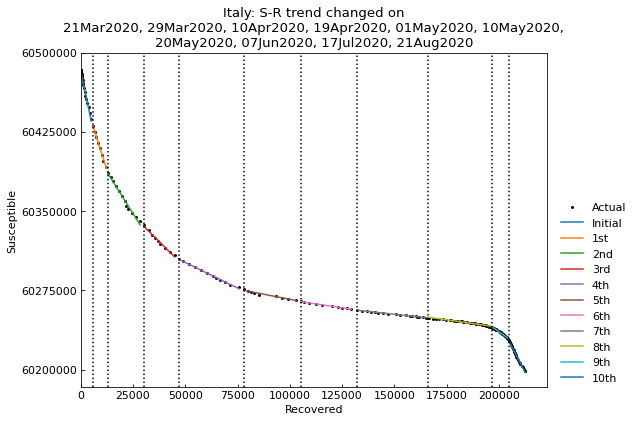 Italy: S-R trend changed on
21Mar2020, 29Mar2020, 10Apr2020, 19Apr2020, 01May2020, 10May2020,
20May2020, 07Jun2020, 17Jul2020, 21Aug2020
60500000
60425000
60350000
60275000
60200000
Susceptible
0 25000 50000 75000 100000 125000 150000 175000 200000
Recovered
Actual
Initial
1st
2nd
3rd
4th
5th
6th
7th
8th
9th
10th